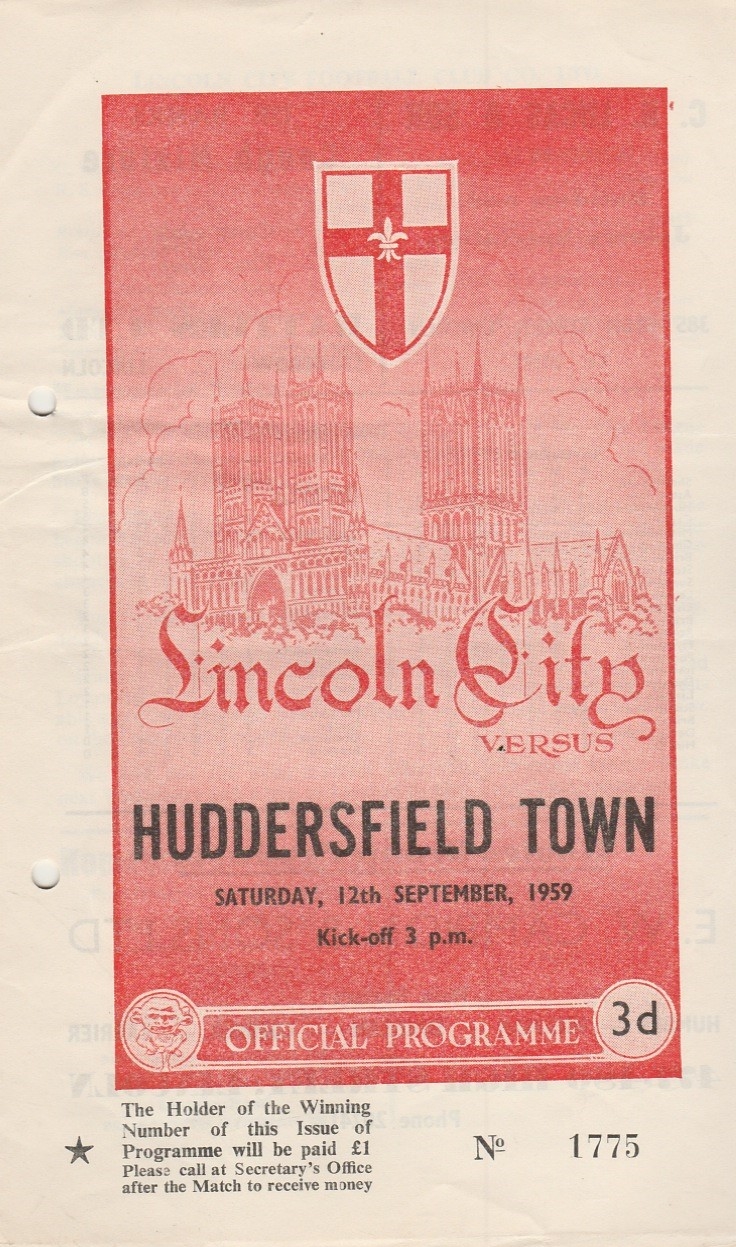 Lincoln City
VERSUS
HUDDERSFIELD TOWN
SATURDAY, 12th SEPTEMBER, 1959
Kick-off 3 p.m.
OFFICIAL PROGRAMME
3d
The Holder of the Winning
Number of this Issue of
Programme will be paid £1
Please call at Secretary's Office
after the Match to receive money
★
Nº 1775